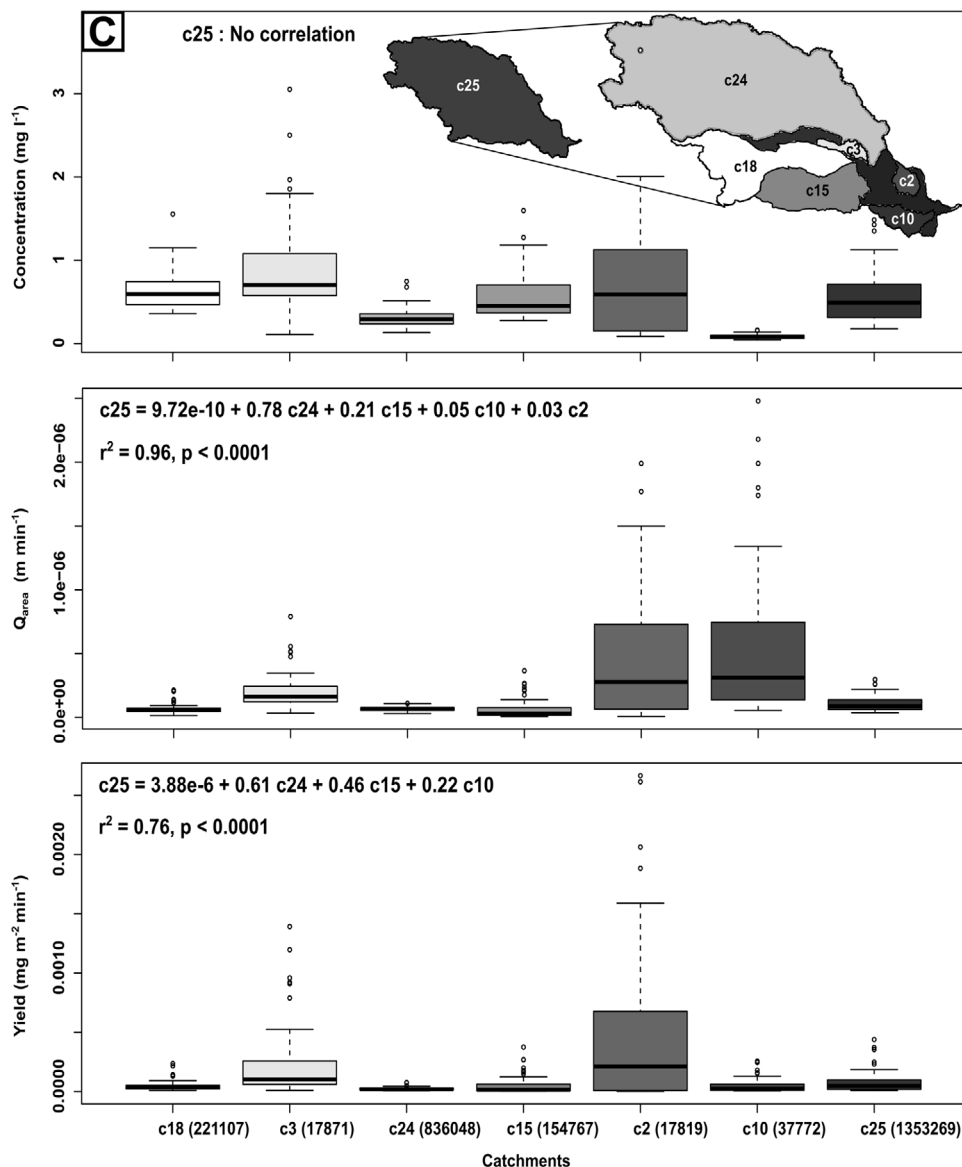 C
c25 : No correlation
c25
c24
c3
c18
c2
c15
c10
Concentration (mg l⁻¹)
3
2
1
0
c25 = 9.72e-10 + 0.78 c24 + 0.21 c15 + 0.05 c10 + 0.03 c2
r² = 0.96, p < 0.0001
Qarea (m min⁻¹)
2.0e−06
1.0e−06
0.0e+00
c25 = 3.88e-6 + 0.61 c24 + 0.46 c15 + 0.22 c10
r² = 0.76, p < 0.0001
Yield (mg m⁻² min⁻¹)
0.0020
0.0010
0.0000
c18 (221107) c3 (17871) c24 (836048) c15 (154767) c2 (17819) c10 (37772) c25 (1353269)
Catchments